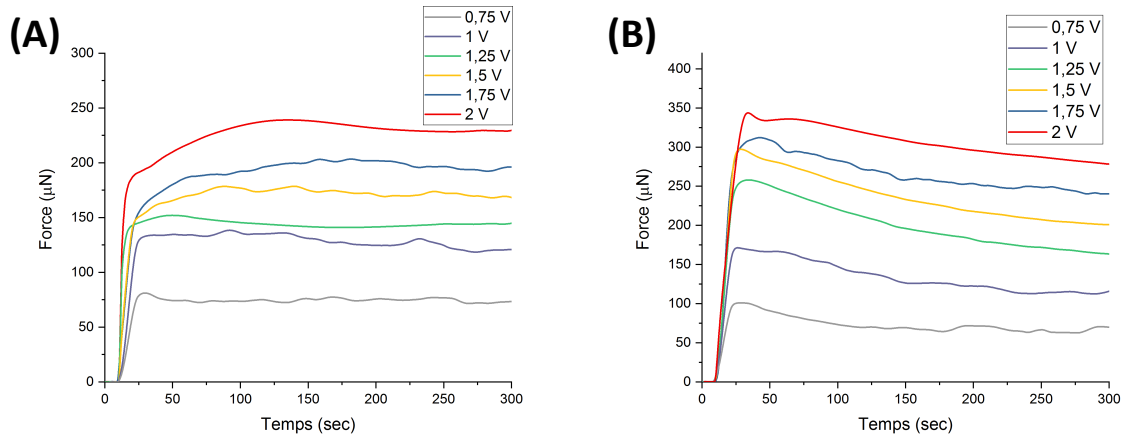 (A)
0,75 V
1 V
1,25 V
1,5 V
1,75 V
2 V
300
250
200
150
100
50
0
Force (µN)
0 50 100 150 200 250 300
Temps (sec)
(B)
0,75 V
1 V
1,25 V
1,5 V
1,75 V
2 V
400
350
300
250
200
150
100
50
0
Force (µN)
0 50 100 150 200 250 300
Temps (sec)